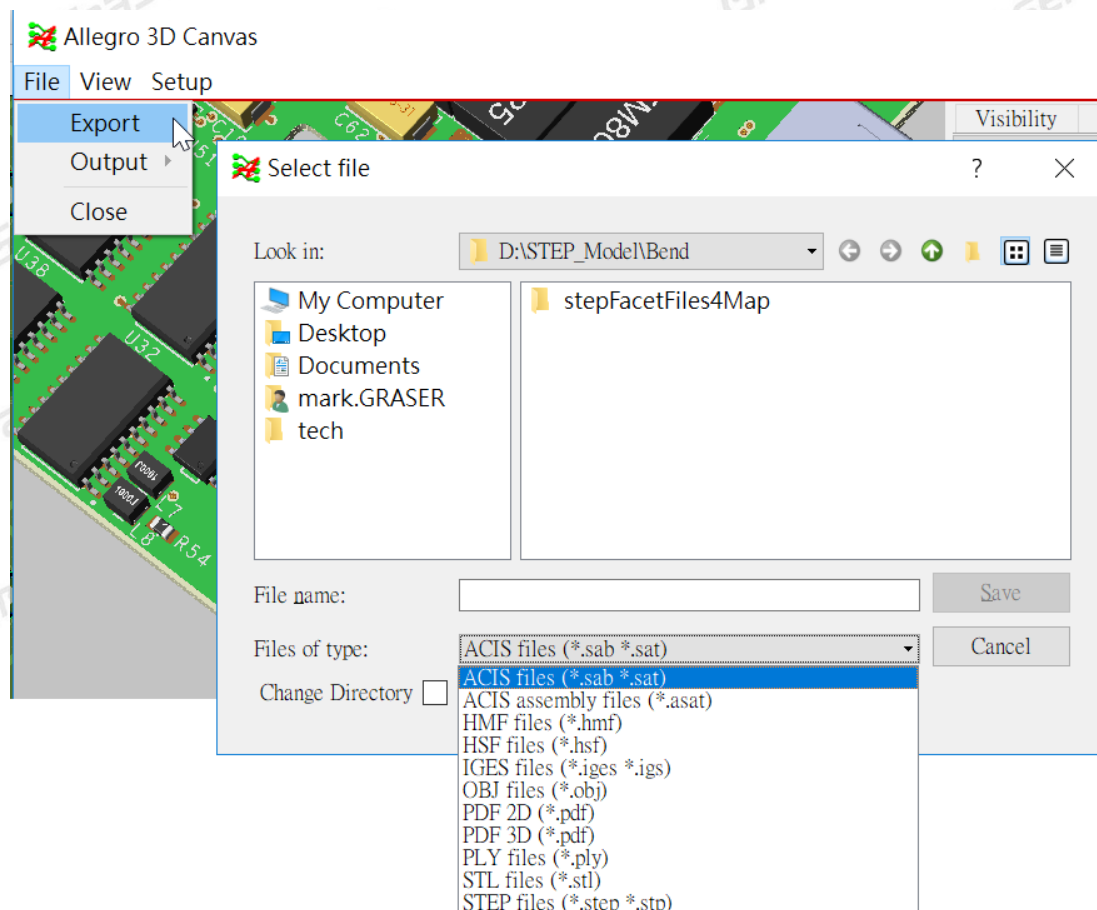 Allegro 3D Canvas
File View Setup
Export
Output
Close
Visibility
Select file
?
Look in:
D:\STEP_Model\Bend
My Computer
Desktop
Documents
mark.GRASER
tech
stepFacetFiles4Map
File name:
Save
Files of type:
ACIS files (*.sab *.sat)
Cancel
Change Directory
ACIS files (*.sab *.sat)
ACIS assembly files (*.asat)
HMF files (*.hmf)
HSF files (*.hsf)
IGES files (*.iges *.igs)
OBJ files (*.obj)
PDF 2D (*.pdf)
PDF 3D (*.pdf)
PLY files (*.ply)
STL files (*.stl)
STEP files (*.step *.stp)
U38
U32
L7
L8
R54